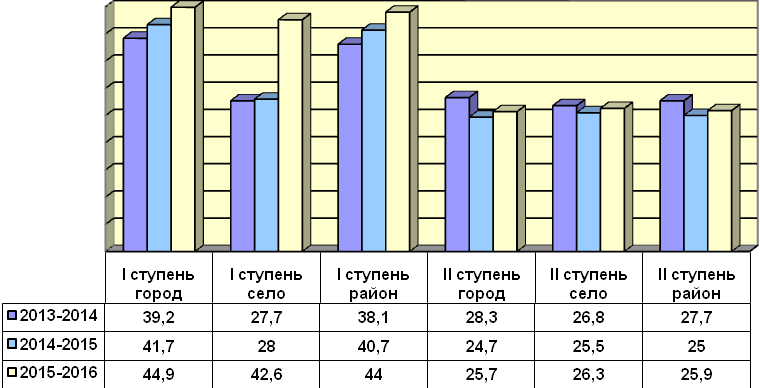 I ступень город
I ступень село
I ступень район
II ступень город
II ступень село
II ступень район
2013-2014 39,2 27,7 38,1 28,3 26,8 27,7
2014-2015 41,7 28 40,7 24,7 25,5 25
2015-2016 44,9 42,6 44 25,7 26,3 25,9